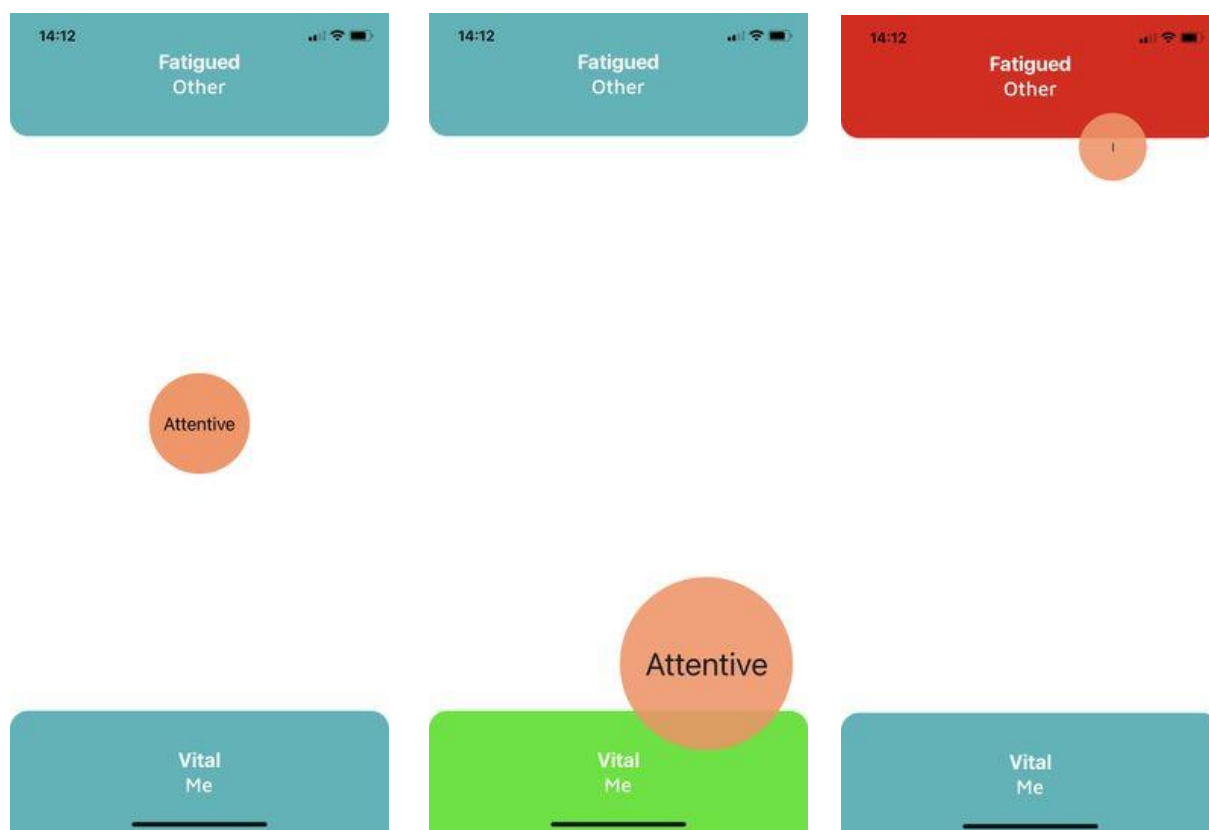 14:12
Fatigued
Other
Attentive
Vital
Me
14:12
Fatigued
Other
Attentive
Vital
Me
14:12
Fatigued
Other
I
Vital
Me